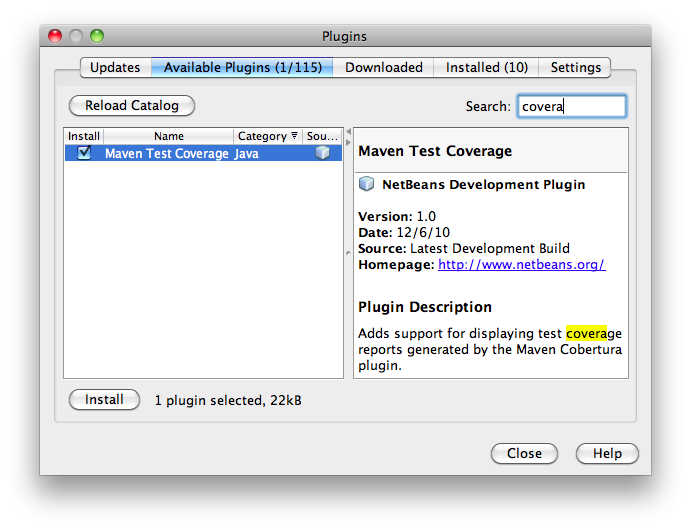 Plugins
Updates
Available Plugins (1/115)
Downloaded
Installed (10)
Settings
Reload Catalog
Search: covera
Install Name Category Sou...
Maven Test Coverage Java
Maven Test Coverage
NetBeans Development Plugin
Version: 1.0
Date: 12/6/10
Source: Latest Development Build
Homepage: http://www.netbeans.org/
Plugin Description
Adds support for displaying test coverage
reports generated by the Maven Cobertura
plugin.
Install
1 plugin selected, 22kB
Close
Help